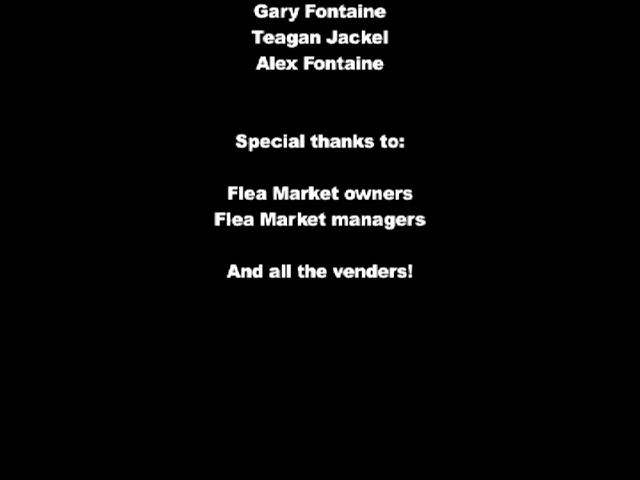 Gary Fontaine
Teagan Jackel
Alex Fontaine
Special thanks to:
Flea Market owners
Flea Market managers
And all the venders!